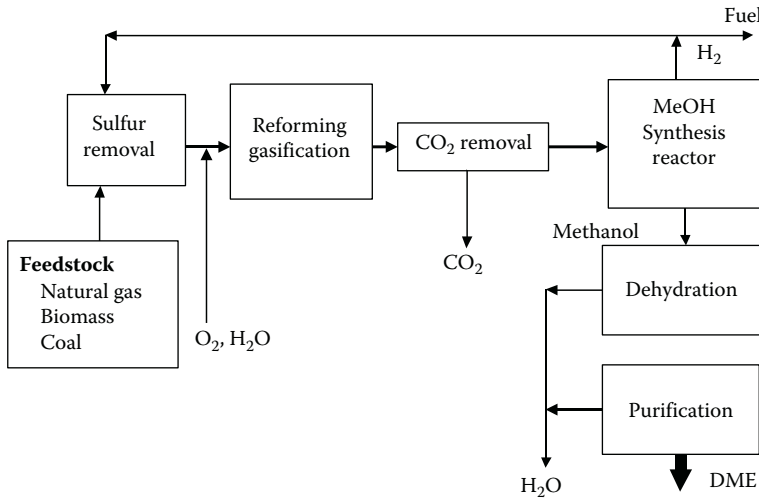 Fuel
H₂
Sulfur
removal
Reforming
gasification
CO₂ removal
MeOH
Synthesis
reactor
Methanol
CO₂
Feedstock
Natural gas
Biomass
Coal
O₂, H₂O
Dehydration
Purification
H₂O
DME